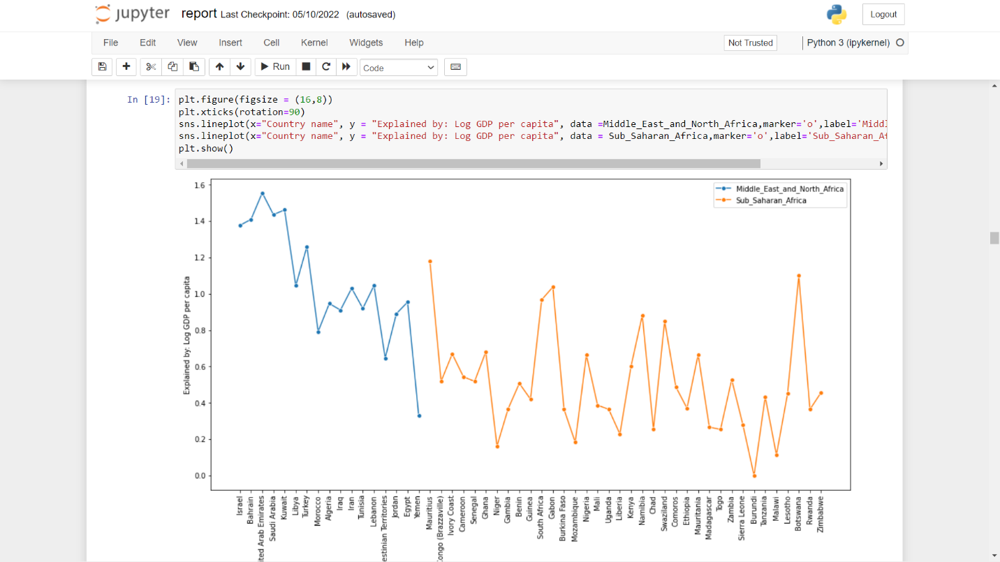 jupyter report Last Checkpoint: 05/10/2022 (autosaved)
Logout
File Edit View Insert Cell Kernel Widgets Help
Not Trusted
Python 3 (ipykernel)
Run
Code
In [19]:
plt.figure(figsize = (16,8))
plt.xticks(rotation=90)
sns.lineplot(x="Country name", y = "Explained by: Log GDP per capita", data =Middle_East_and_North_Africa,marker='o',label='Middl
sns.lineplot(x="Country name", y = "Explained by: Log GDP per capita", data = Sub_Saharan_Africa,marker='o',label='Sub_Saharan_Af
plt.show()
Middle_East_and_North_Africa
Sub_Saharan_Africa
Explained by: Log GDP per capita
1.6
1.4
1.2
1.0
0.8
0.6
0.4
0.2
0.0
Israel
Bahrain
ited Arab Emirates
Saudi Arabia
Kuwait
Libya
Turkey
Morocco
Algeria
Iraq
Iran
Tunisia
Lebanon
estinian Territories
Jordan
Egypt
Yemen
Mauritius
ongo (Brazzaville)
Ivory Coast
Cameroon
Senegal
Ghana
Niger
Gambia
Benin
Guinea
South Africa
Gabon
Burkina Faso
Mozambique
Nigeria
Mali
Uganda
Liberia
Kenya
Namibia
Chad
Swaziland
Comoros
Ethiopia
Mauritania
Madagascar
Togo
Zambia
Sierra Leone
Burundi
Tanzania
Malawi
Lesotho
Botswana
Rwanda
Zimbabwe